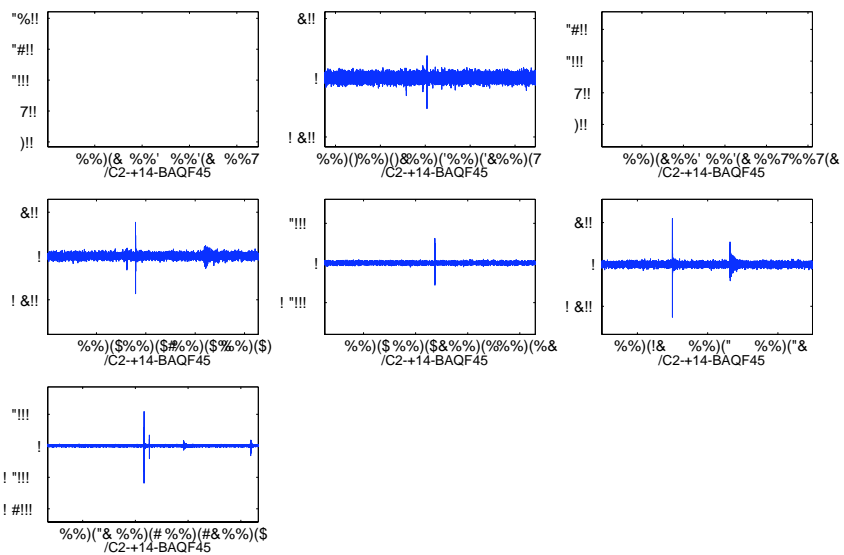 "%!!
"#!!
"!!!
7!!
)!!
%%)(& %%' %%'(& %%7
/C2-+14-BAQF45
&!!
!
! &!!
%%)()%%)()&%%)('%%)('&%%)(7
/C2-+14-BAQF45
"#!!
"!!!
7!!
)!!
%%)(&%%' %%'(& %%7%%7(&
/C2-+14-BAQF45
&!!
!
! &!!
%%)($%%)($#%%)($%%%)($)
/C2-+14-BAQF45
"!!!
!
! "!!!
%%)($ %%)($&%%)(%%%)(%&
/C2-+14-BAQF45
&!!
!
! &!!
%%)(!& %%)(" %%)("&
/C2-+14-BAQF45
"!!!
!
! "!!!
! #!!!
%%)("& %%)(# %%)(#&%%)($
/C2-+14-BAQF45